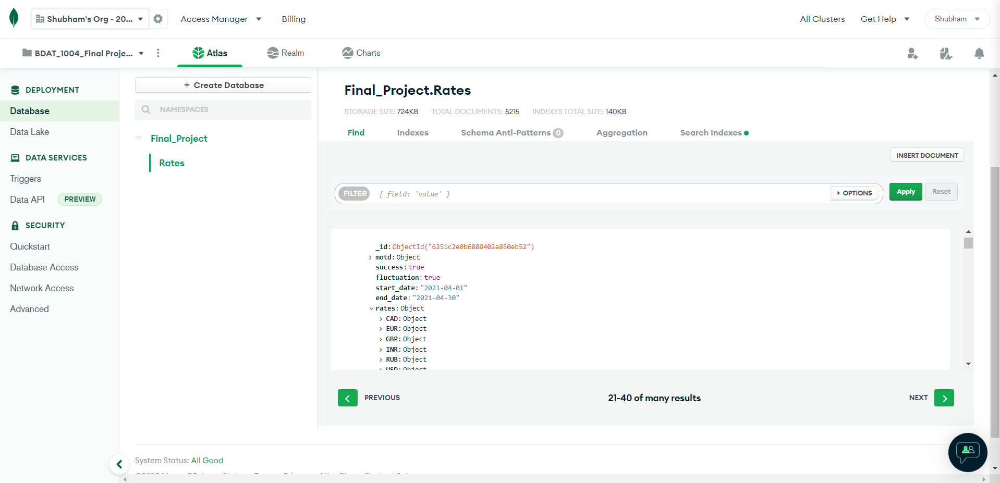 Shubham's Org - 20...
Access Manager
Billing
All Clusters
Get Help
Shubham
BDAT_1004_Final Proje...
Atlas
Realm
Charts
DEPLOYMENT
Database
Data Lake
DATA SERVICES
Triggers
Data API PREVIEW
SECURITY
Quickstart
Database Access
Network Access
Advanced
+ Create Database
NAMESPACES
Final_Project
Rates
Final_Project.Rates
STORAGE SIZE: 724KB TOTAL DOCUMENTS: 5215 INDEXES TOTAL SIZE: 140KB
Find Indexes Schema Anti-Patterns 0 Aggregation Search Indexes
INSERT DOCUMENT
FILTER { field: 'value' } OPTIONS Apply Reset
_id: ObjectId("6251c2e0b6888402a850eb52")
motd: Object
success: true
fluctuation: true
start_date: "2021-04-01"
end_date: "2021-04-30"
rates: Object
CAD: Object
EUR: Object
GBP: Object
INR: Object
RUB: Object
USD: Object
PREVIOUS
21-40 of many results
NEXT
System Status: All Good